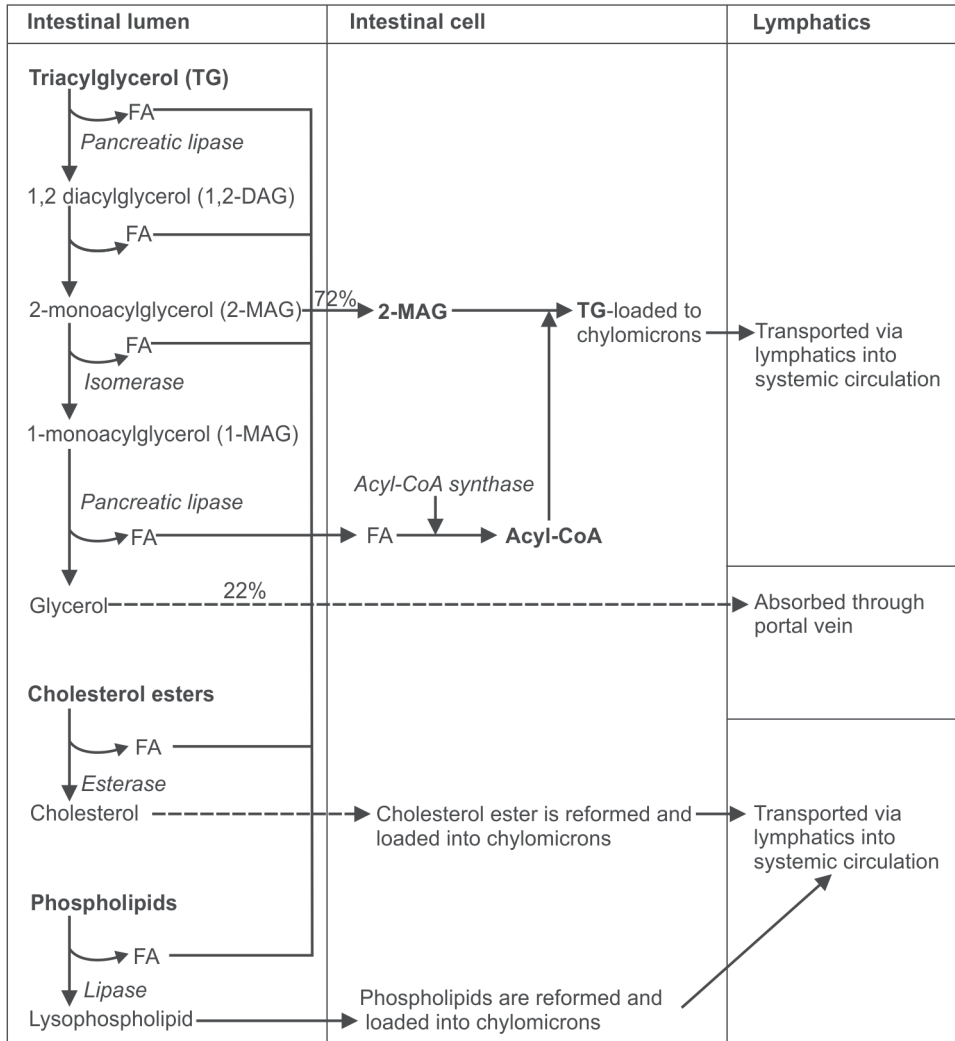 Intestinal lumen
Intestinal cell
Lymphatics
Triacylglycerol (TG)
FA
Pancreatic lipase
1,2 diacylglycerol (1,2-DAG)
FA
2-monoacylglycerol (2-MAG)
72%
2-MAG
TG-loaded to
chylomicrons
Transported via
lymphatics into
systemic circulation
FA
Isomerase
1-monoacylglycerol (1-MAG)
Pancreatic lipase
FA
Acyl-CoA synthase
FA
Acyl-CoA
Glycerol
22%
Absorbed through
portal vein
Cholesterol esters
FA
Esterase
Cholesterol
Cholesterol ester is reformed and
loaded into chylomicrons
Transported via
lymphatics into
systemic circulation
Phospholipids
FA
Lipase
Lysophospholipid
Phospholipids are reformed and
loaded into chylomicrons